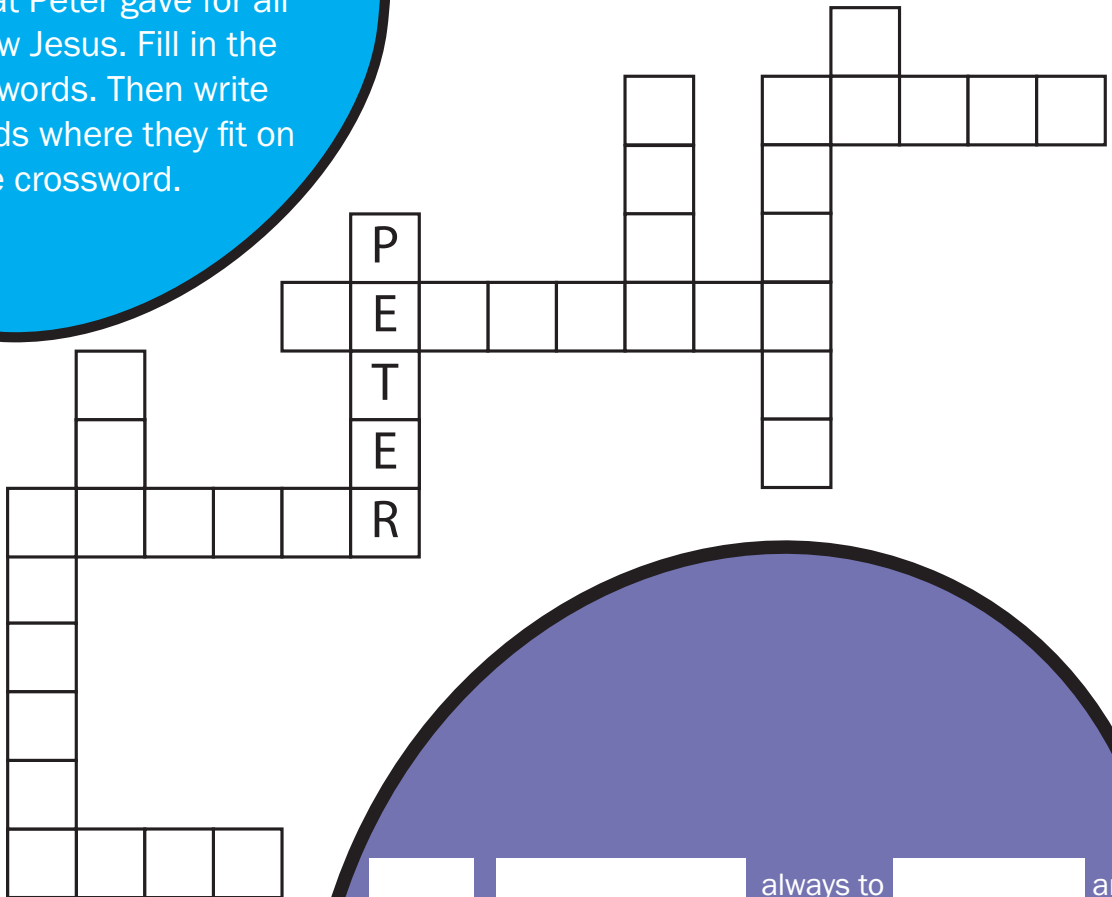 at Peter gave for all
w Jesus. Fill in the
words. Then write
ds where they fit on
e crossword.
P
E
T
E
R
always to